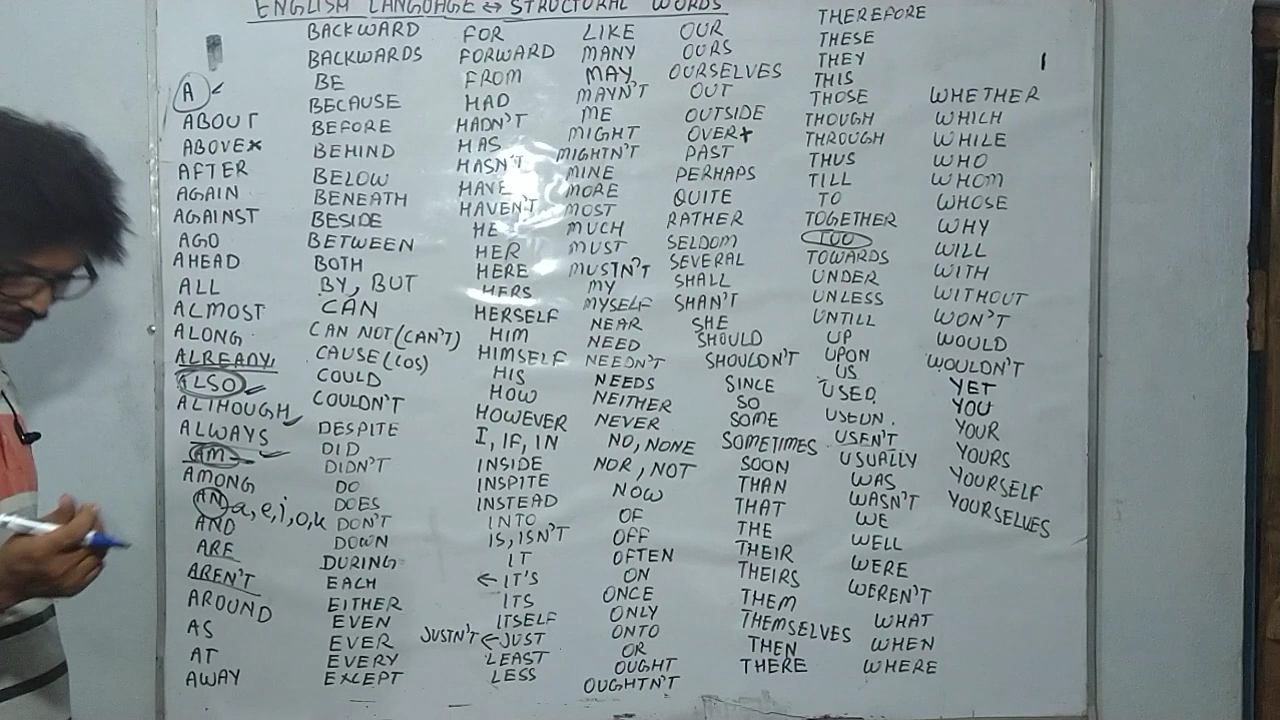 ENGLISH LANGUAGE ↔ STRUCTURAL WORDS
A
ABOUT
ABOVE
AFTER
AGAIN
AGAINST
AGO
AHEAD
ALL
ALMOST
ALONG
ALREADY
ALSO
ALTHOUGH
ALWAYS
AM
AMONG
AN a, e, i, o, u
AND
ARE
AREN'T
AROUND
AS
AT
AWAY
BACKWARD
BACKWARDS
BE
BECAUSE
BEFORE
BEHIND
BELOW
BENEATH
BESIDE
BETWEEN
BOTH
BY, BUT
CAN
CAN NOT (CAN'T)
CAUSE (COS)
COULD
COULDN'T
DESPITE
DID
DIDN'T
DO
DOES
DON'T
DOWN
DURING
EACH
EITHER
EVEN
EVER
EVERY
EXCEPT
FOR
FORWARD
FROM
HAD
HADN'T
HAS
HASN'T
HAVE
HAVEN'T
HE
HER
HERE
HERS
HERSELF
HIM
HIMSELF
HIS
HOW
HOWEVER
I, IF, IN
INSIDE
INSPITE
INSTEAD
INTO
IS, ISN'T
IT
← IT'S
ITS
ITSELF
JUSTN'T ← JUST
LEAST
LESS
LIKE
MANY
MAY
MAYN'T
ME
MIGHT
MIGHTN'T
MINE
MORE
MOST
MUCH
MUST
MUSTN'T
MY
MYSELF
NEAR
NEED
NEEDN'T
NEEDS
NEITHER
NEVER
NO, NONE
NOR, NOT
NOW
OF
OFF
OFTEN
ON
ONCE
ONLY
ONTO
OR
OUGHT
OUGHTN'T
OUR
OURS
OURSELVES
OUT
OUTSIDE
OVER
PAST
PERHAPS
QUITE
RATHER
SELDOM
SEVERAL
SHALL
SHAN'T
SHE
SHOULD
SHOULDN'T
SINCE
SO
SOME
SOMETIMES
SOON
THAN
THAT
THE
THEIR
THEIRS
THEM
THEMSELVES
THEN
THERE
THEREFORE
THESE
THEY
THIS
THOSE
THOUGH
THROUGH
THUS
TILL
TO
TOGETHER
TOO
TOWARDS
UNDER
UNLESS
UNTILL
UP
UPON
US
USED
USEN'T
USUALLY
WAS
WASN'T
WE
WELL
WERE
WEREN'T
WHAT
WHEN
WHERE
WHETHER
WHICH
WHILE
WHO
WHOM
WHOSE
WHY
WILL
WITH
WITHOUT
WON'T
WOULD
WOULDN'T
YET
YOU
YOUR
YOURS
YOURSELF
YOURSELVES